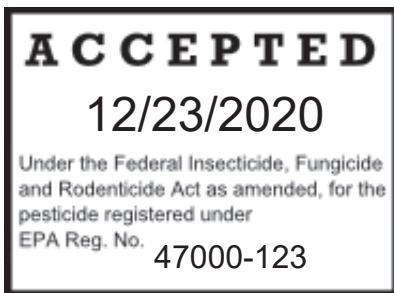 ACCEPTED
12/23/2020
Under the Federal Insecticide, Fungicide
and Rodenticide Act as amended, for the
pesticide registered under
EPA Reg. No. 47000-123